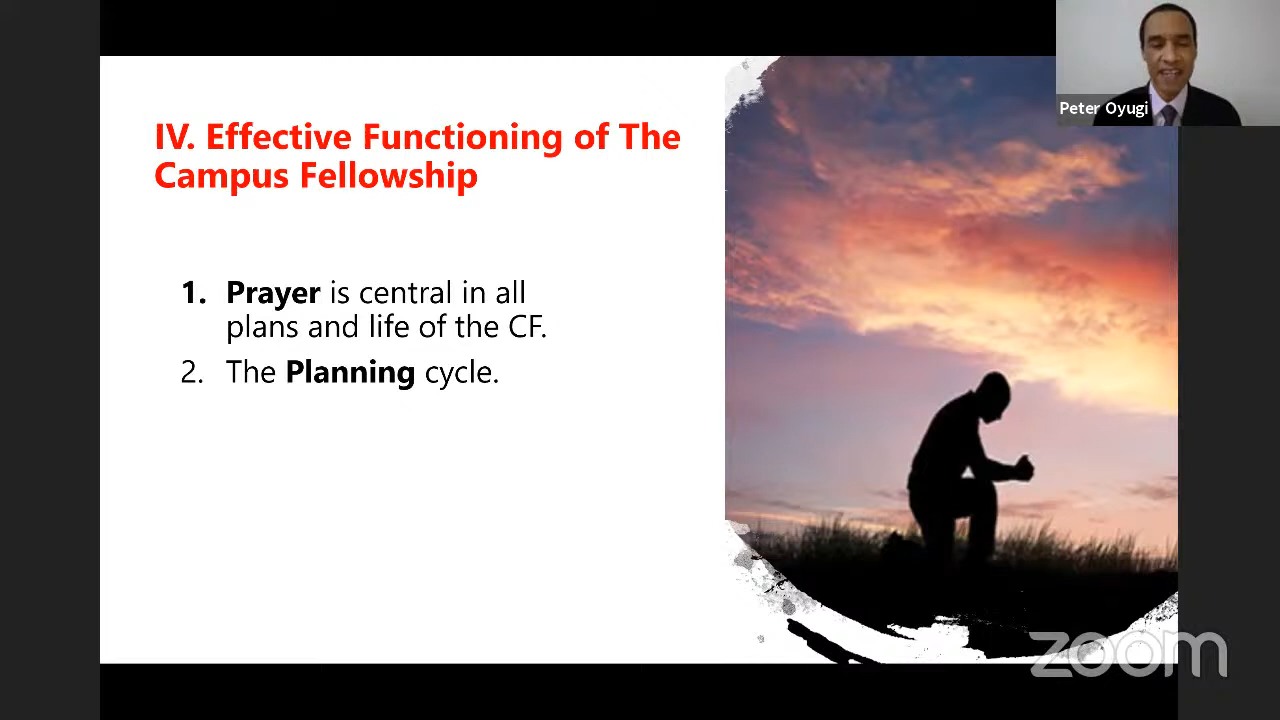 Peter Oyugi
IV. Effective Functioning of The
Campus Fellowship
1. Prayer is central in all
plans and life of the CF.
2. The Planning cycle.
zoom